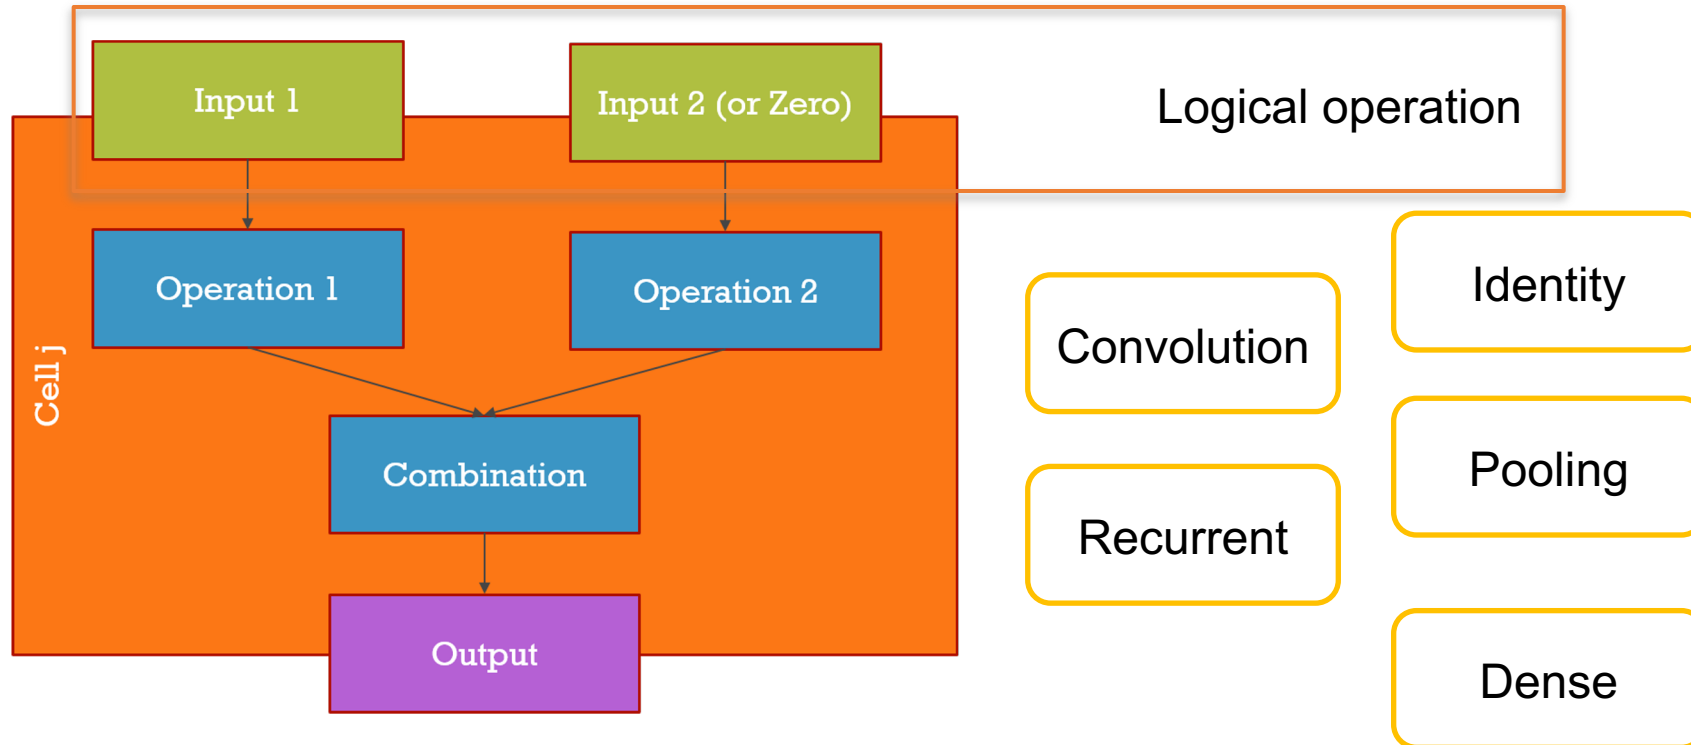 Input 1
Input 2 (or Zero)
Logical operation
Operation 1
Operation 2
Cell j
Combination
Output
Convolution
Identity
Recurrent
Pooling
Dense